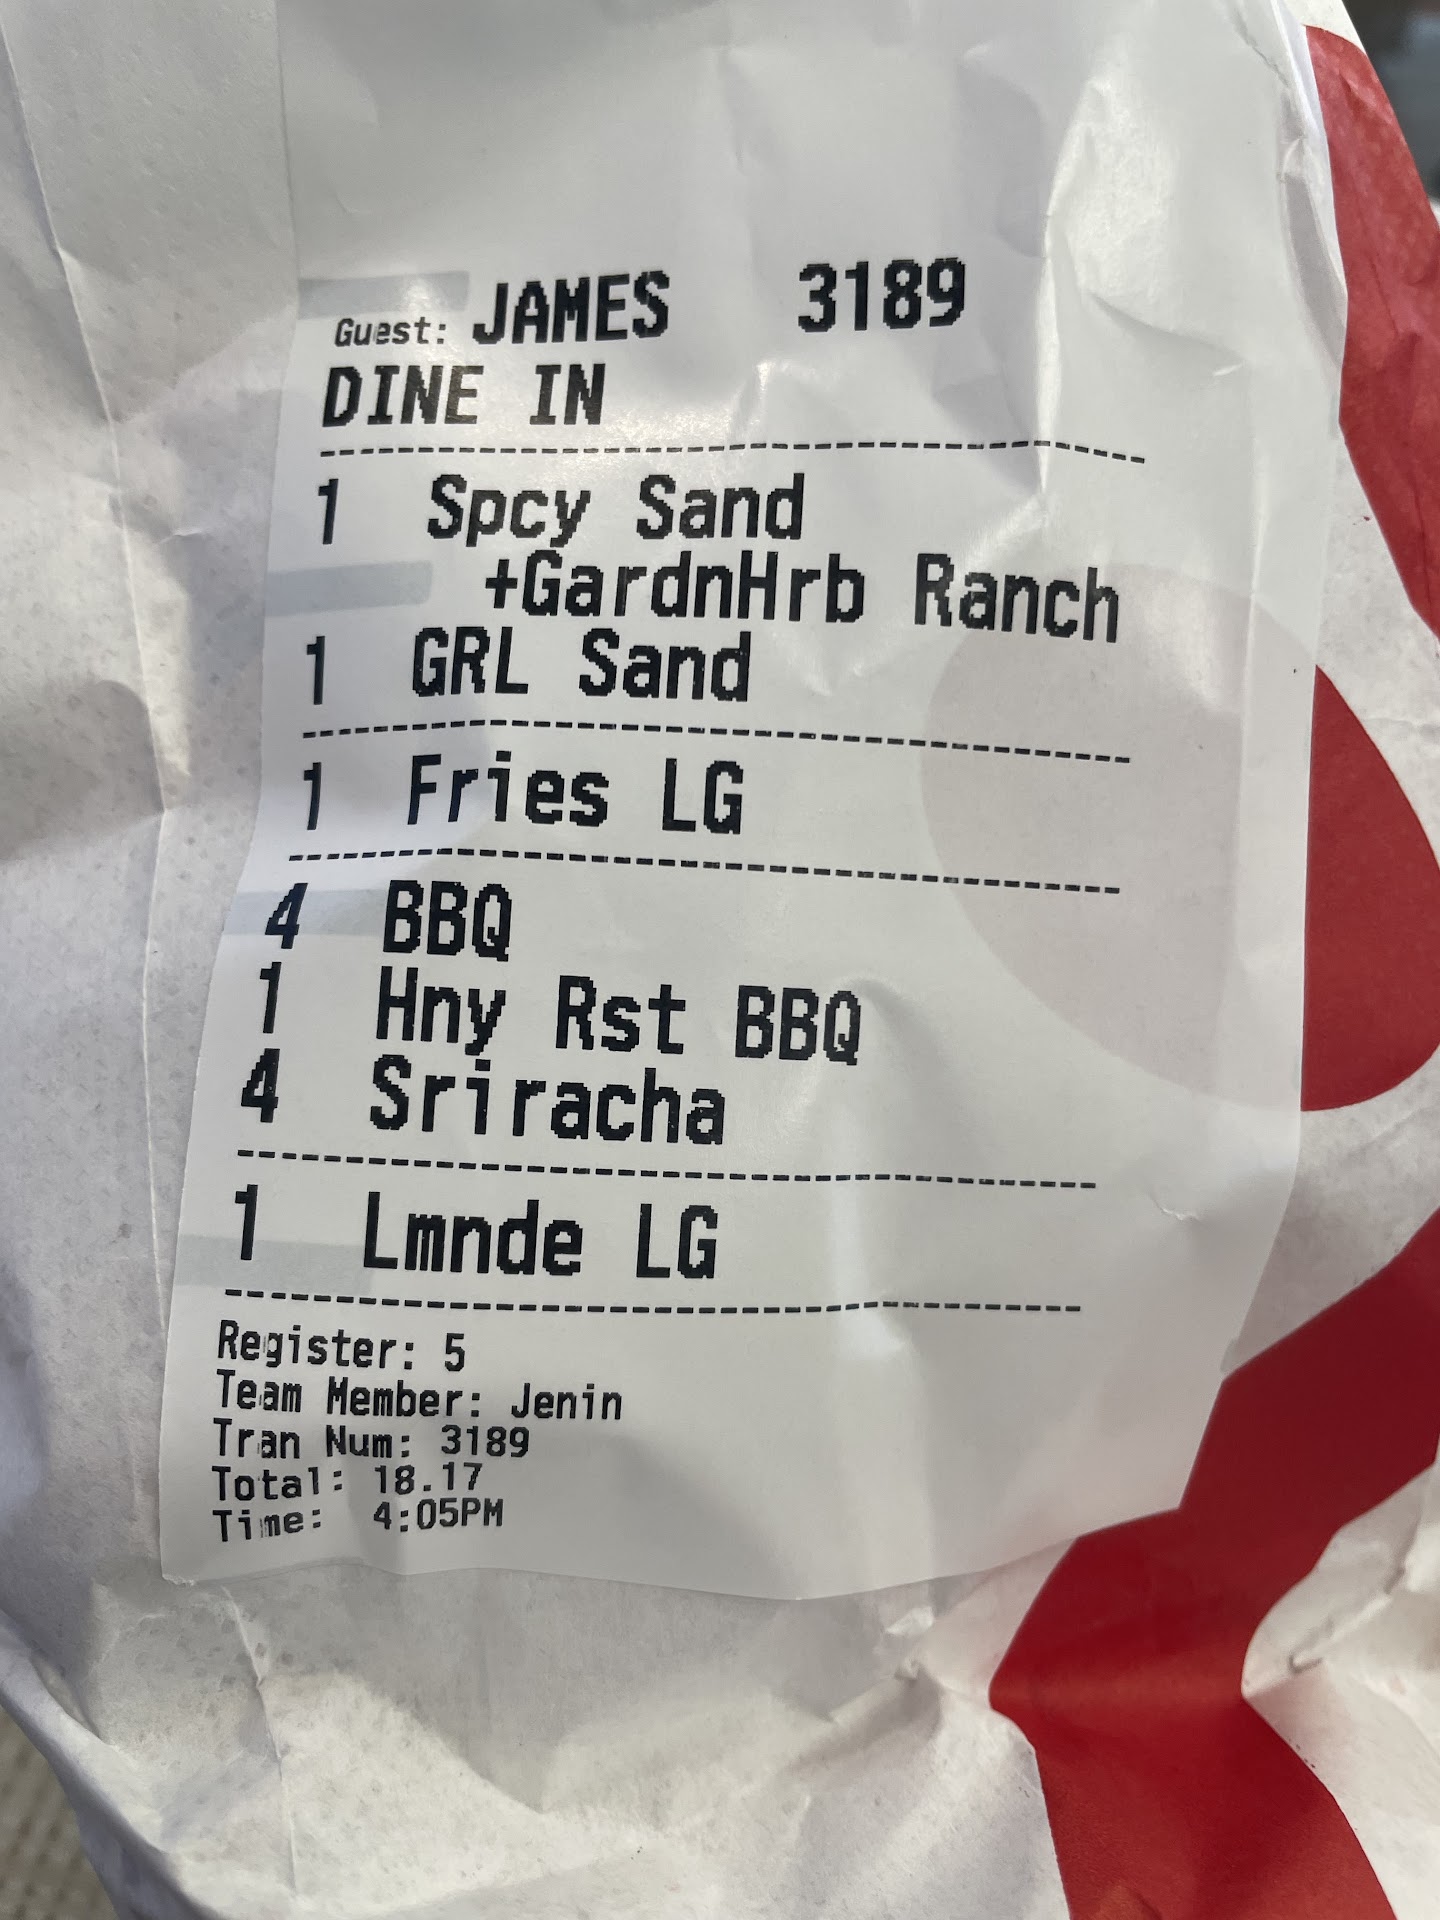 Guest: JAMES 3189
DINE IN
1 Spcy Sand
+GardnHrb Ranch
1 GRL Sand
1 Fries LG
4 BBQ
1 Hny Rst BBQ
4 Sriracha
1 Lmnde LG
Register: 5
Team Member: Jenin
Tran Num: 3189
Total: 18.17
Time: 4:05PM